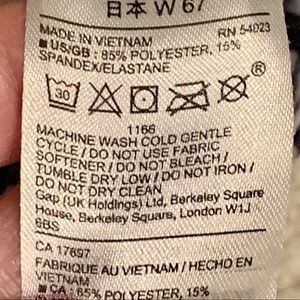 日本 W 67
MADE IN VIETNAM RN 54023
■ US/GB : 85% POLYESTER, 15%
SPANDEX/ELASTANE
30 ®
1166
MACHINE WASH COLD GENTLE
CYCLE / DO NOT USE FABRIC
SOFTENER / DO NOT BLEACH /
TUMBLE DRY LOW / DO NOT IRON /
DO NOT DRY CLEAN
Gap (UK Holdings) Ltd, Berkeley Square
House, Berkeley Square, London W1J
6BS
CA 17897
FABRIQUÉ AU VIETNAM / HECHO EN
VIETNAM
■ CA : 85% POLYESTER, 15%